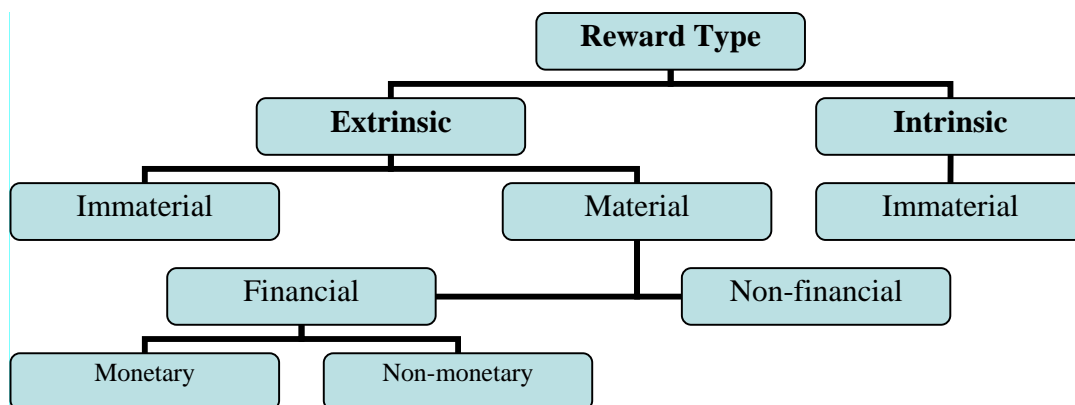 Reward Type
Extrinsic
Intrinsic
Immaterial
Material
Immaterial
Financial
Non-financial
Monetary
Non-monetary